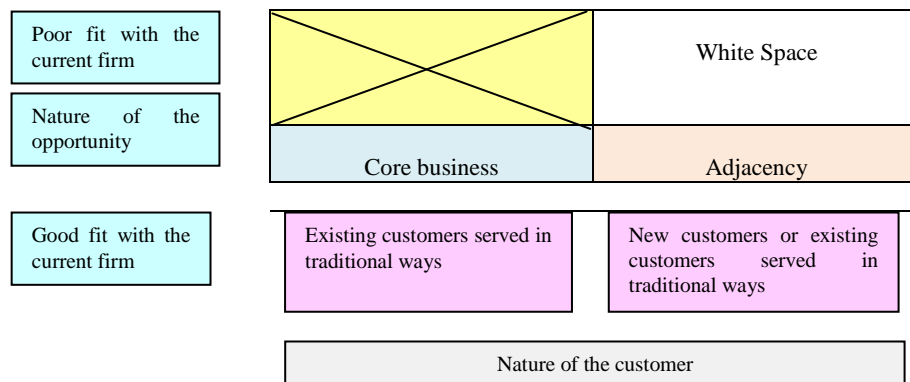 Poor fit with the
current firm
White Space
Nature of the
opportunity
Core business
Adjacency
Good fit with the
current firm
Existing customers served in
traditional ways
New customers or existing
customers served in
traditional ways
Nature of the customer